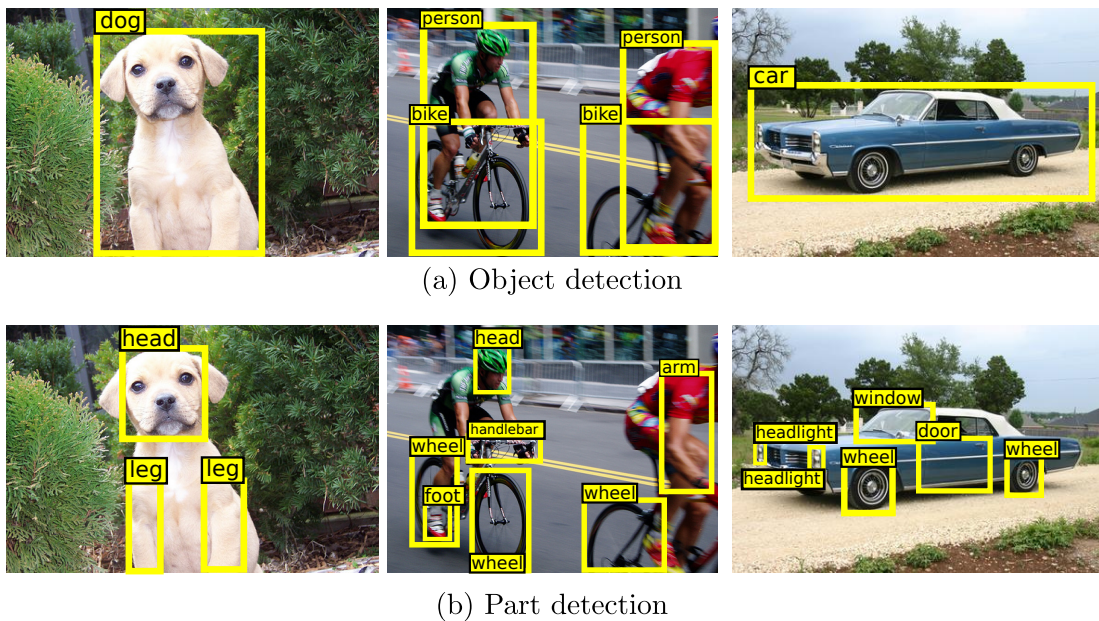 dog
person
person
bike
bike
car
(a) Object detection
head
leg
leg
head
arm
handlebar
wheel
foot
wheel
wheel
window
headlight
door
wheel
wheel
headlight
(b) Part detection